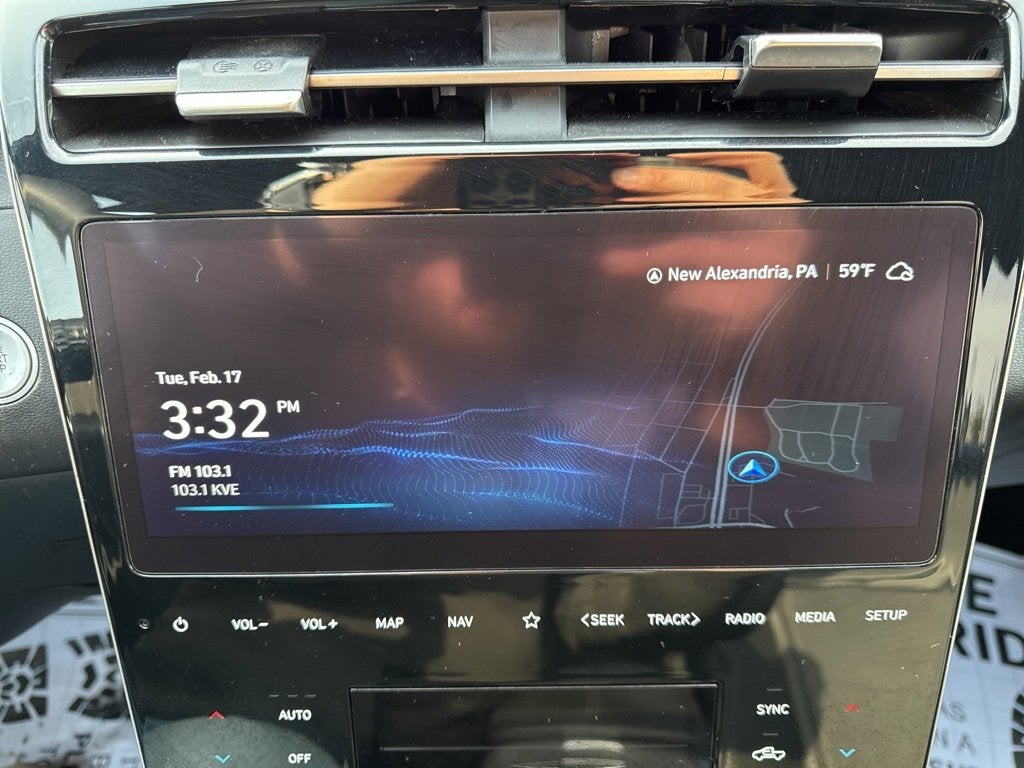 New Alexandria, PA | 59°F
Tue, Feb. 17
3:32 PM
FM 103.1
103.1 KVE
VOL− VOL+ MAP NAV <SEEK TRACK> RADIO MEDIA SETUP
AUTO SYNC
OFF